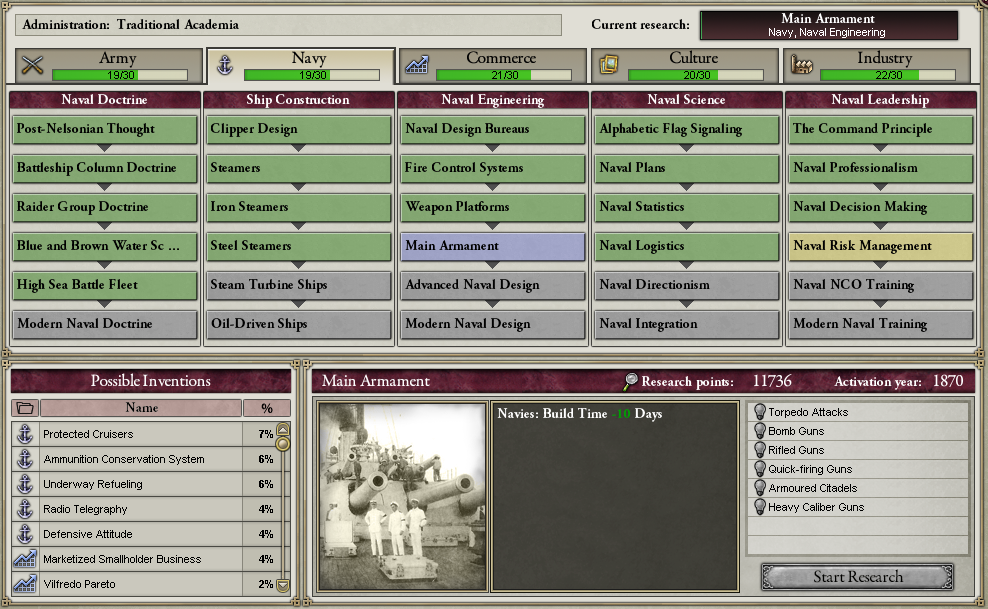 Administration: Traditional Academia
Current research:
Main Armament
Navy, Naval Engineering
Army
19/30
Navy
19/30
Commerce
21/30
Culture
20/30
Industry
22/30
Naval Doctrine
Ship Construction
Naval Engineering
Naval Science
Naval Leadership
Post-Nelsonian Thought
Clipper Design
Naval Design Bureaus
Alphabetic Flag Signaling
The Command Principle
Battleship Column Doctrine
Steamers
Fire Control Systems
Naval Plans
Naval Professionalism
Raider Group Doctrine
Iron Steamers
Weapon Platforms
Naval Statistics
Naval Decision Making
Blue and Brown Water Sc ...
Steel Steamers
Main Armament
Naval Logistics
Naval Risk Management
High Sea Battle Fleet
Steam Turbine Ships
Advanced Naval Design
Naval Directionism
Naval NCO Training
Modern Naval Doctrine
Oil-Driven Ships
Modern Naval Design
Naval Integration
Modern Naval Training
Possible Inventions
Name %
Protected Cruisers 7%
Ammunition Conservation System 6%
Underway Refueling 6%
Radio Telegraphy 4%
Defensive Attitude 4%
Marketized Smallholder Business 4%
Vilfredo Pareto 2%
Main Armament
Research points: 11736
Activation year: 1870
Navies: Build Time -10 Days
Torpedo Attacks
Bomb Guns
Rifled Guns
Quick-firing Guns
Armoured Citadels
Heavy Caliber Guns
Start Research